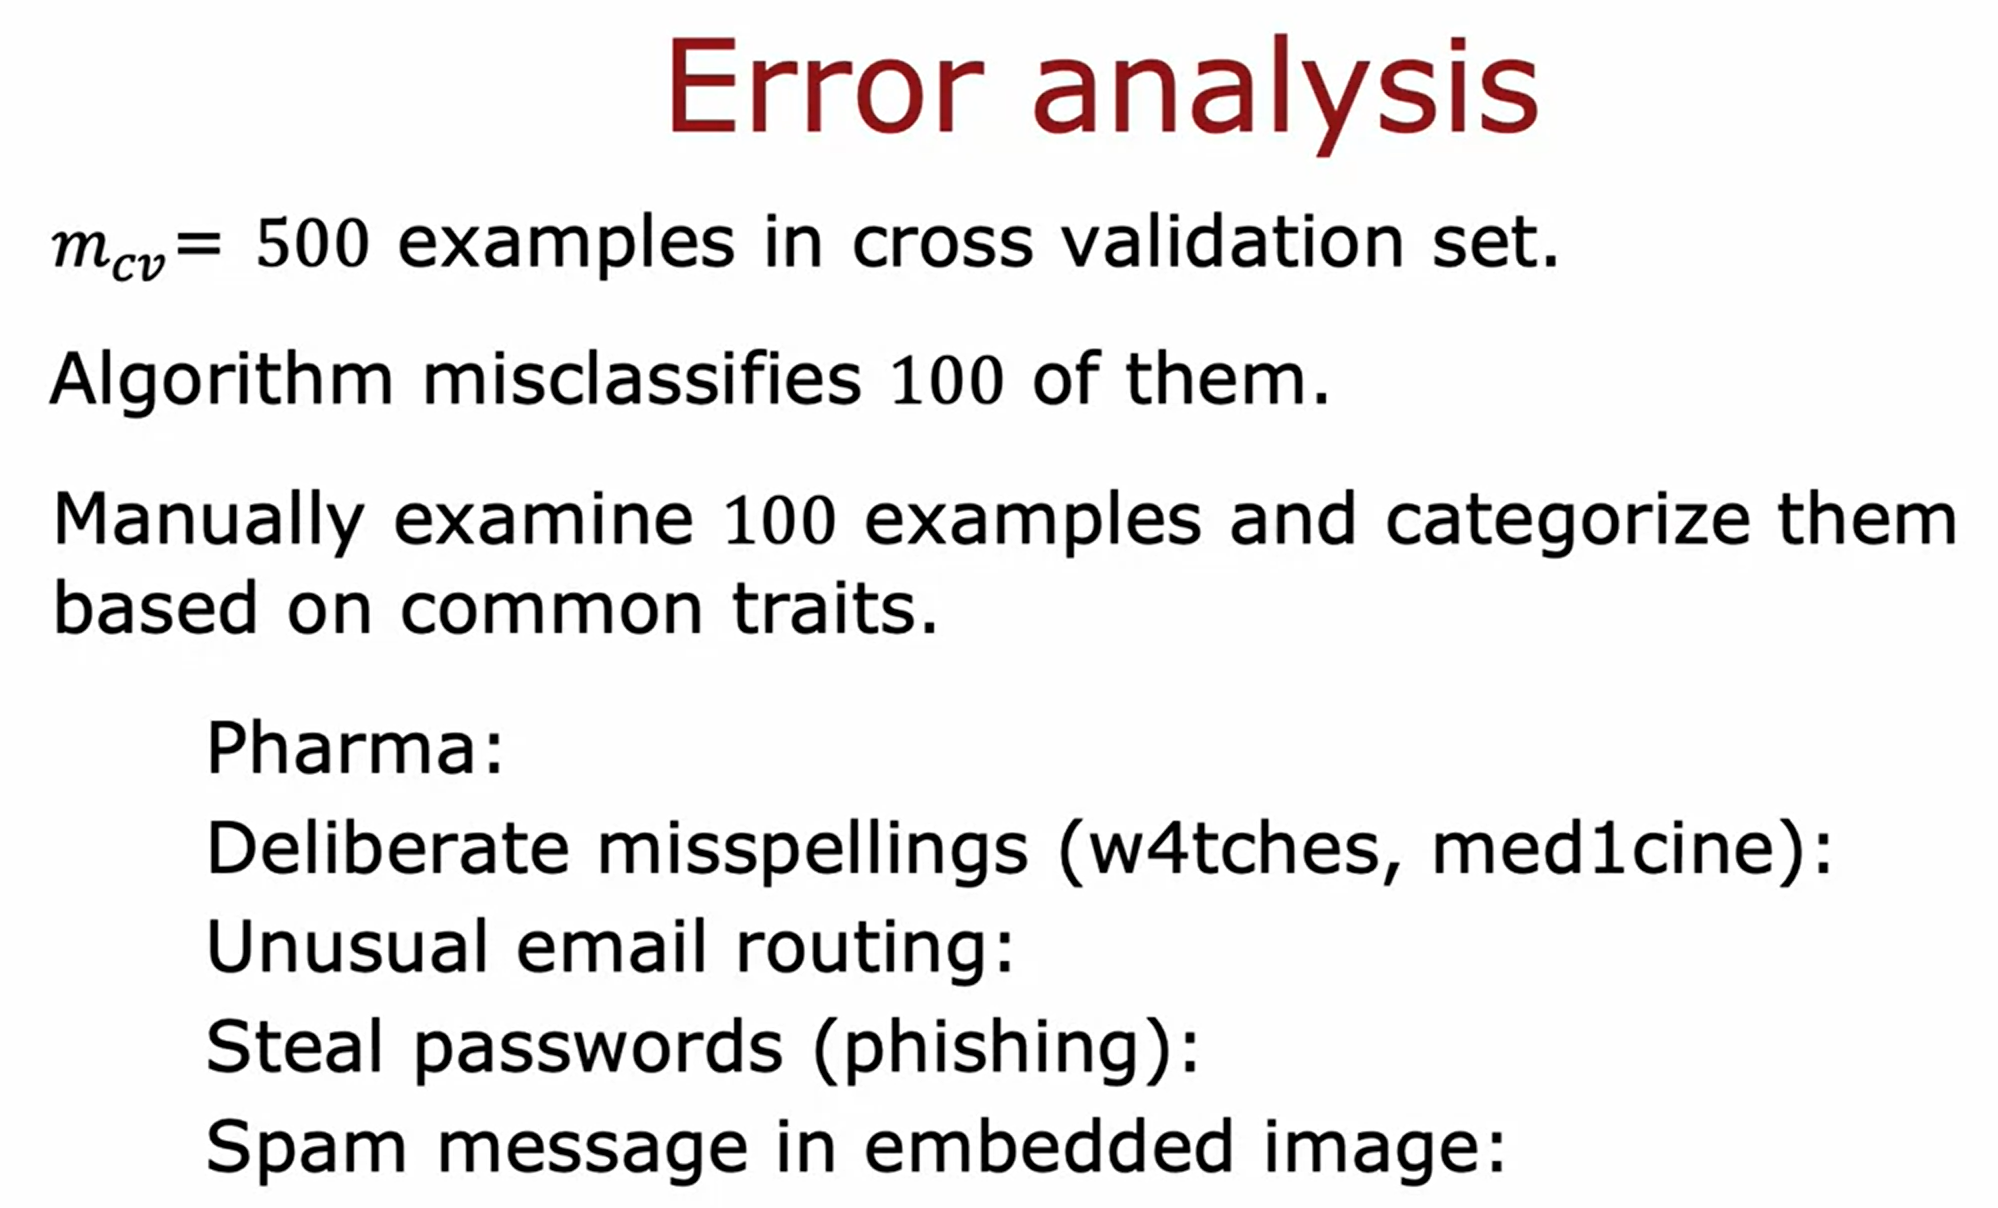 Error analysis
m_cv = 500 examples in cross validation set.
Algorithm misclassifies 100 of them.
Manually examine 100 examples and categorize them
based on common traits.
Pharma:
Deliberate misspellings (w4tches, med1cine):
Unusual email routing:
Steal passwords (phishing):
Spam message in embedded image: